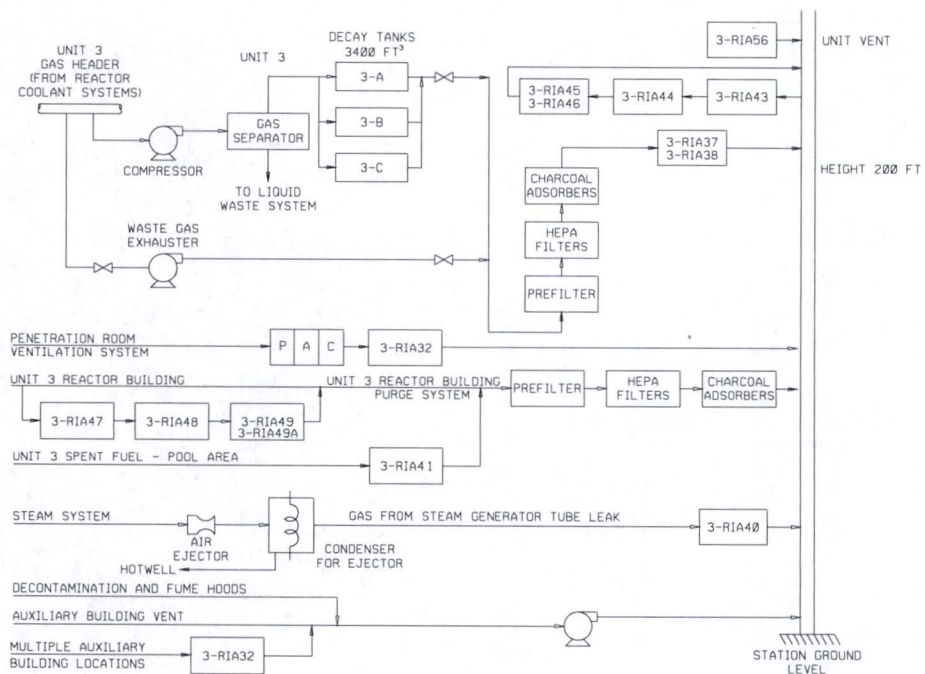 UNIT 3
GAS HEADER
(FROM REACTOR
COOLANT SYSTEMS)
COMPRESSOR
UNIT 3
GAS
SEPARATOR
TO LIQUID
WASTE SYSTEM
DECAY TANKS
3400 FT³
3-A
3-B
3-C
WASTE GAS
EXHAUSTER
PREFILTER
HEPA
FILTERS
CHARCOAL
ADSORBERS
3-RIA37
3-RIA38
3-RIA45
3-RIA46
3-RIA44
3-RIA43
3-RIA56
UNIT VENT
HEIGHT 200 FT
PENETRATION ROOM
VENTILATION SYSTEM
P A C
3-RIA32
UNIT 3 REACTOR BUILDING
3-RIA47
3-RIA48
3-RIA49
3-RIA49A
UNIT 3 REACTOR BUILDING
PURGE SYSTEM
PREFILTER
HEPA
FILTERS
CHARCOAL
ADSORBERS
UNIT 3 SPENT FUEL - POOL AREA
3-RIA41
STEAM SYSTEM
AIR
EJECTOR
HOTWELL
CONDENSER
FOR EJECTOR
GAS FROM STEAM GENERATOR TUBE LEAK
3-RIA40
DECONTAMINATION AND FUME HOODS
AUXILIARY BUILDING VENT
MULTIPLE AUXILIARY
BUILDING LOCATIONS
3-RIA32
STATION GROUND
LEVEL